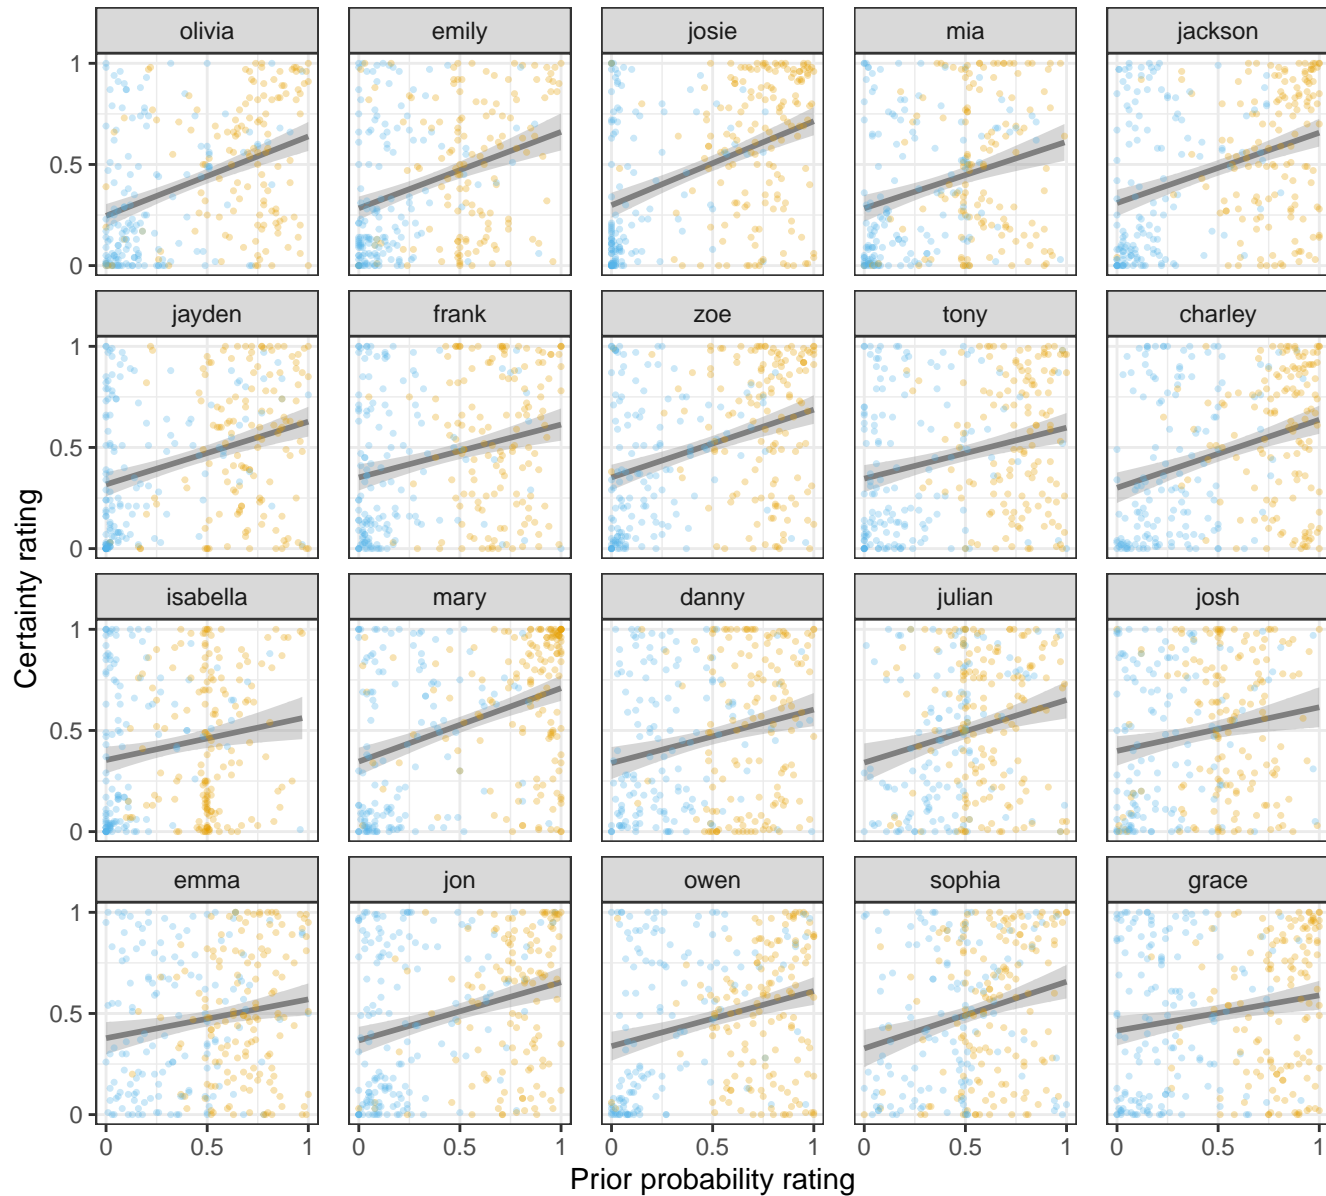 olivia emily josie mia jackson
1
0.5
0
jayden frank zoe tony charley
1
0.5
0
isabella mary danny julian josh
1
0.5
0
emma jon owen sophia grace
1
0.5
0
0 0.5 1 0 0.5 1 0 0.5 1 0 0.5 1 0 0.5 1
Prior probability rating
Certainty rating